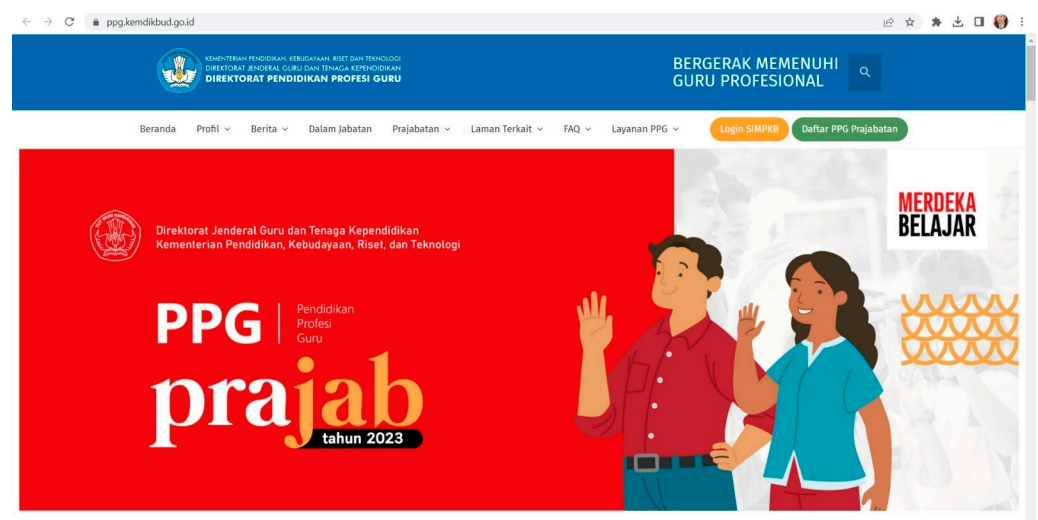 ppg.kemdikbud.go.id
KEMENTERIAN PENDIDIKAN, KEBUDAYAAN, RISET DAN TEKNOLOGI
DIREKTORAT JENDERAL GURU DAN TENAGA KEPENDIDIKAN
DIREKTORAT PENDIDIKAN PROFESI GURU
BERGERAK MEMENUHI
GURU PROFESIONAL
Beranda Profil Berita Dalam Jabatan Prajabatan Laman Terkait FAQ Layanan PPG Login SIMPKB Daftar PPG Prajabatan
MERDEKA
BELAJAR
Direktorat Jenderal Guru dan Tenaga Kependidikan
Kementerian Pendidikan, Kebudayaan, Riset, dan Teknologi
PPG
Pendidikan
Profesi
Guru
prajab
tahun 2023